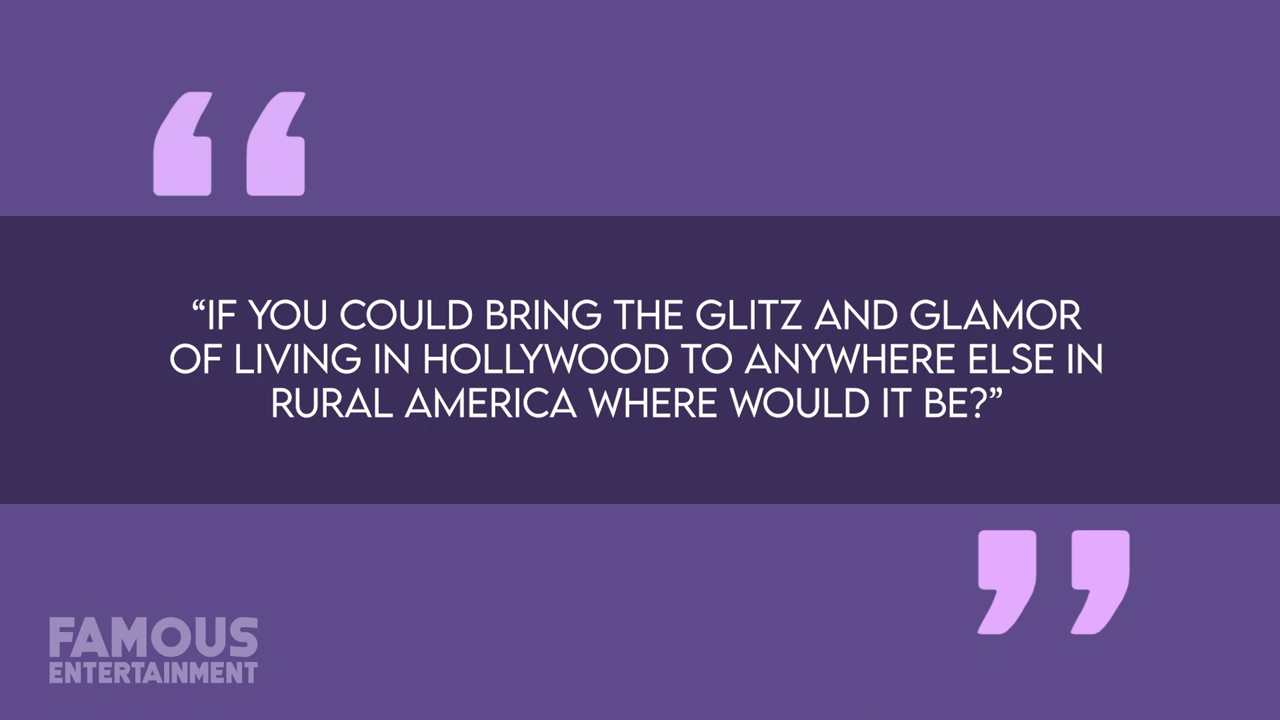 “IF YOU COULD BRING THE GLITZ AND GLAMOR
OF LIVING IN HOLLYWOOD TO ANYWHERE ELSE IN
RURAL AMERICA WHERE WOULD IT BE?”
FAMOUS
ENTERTAINMENT